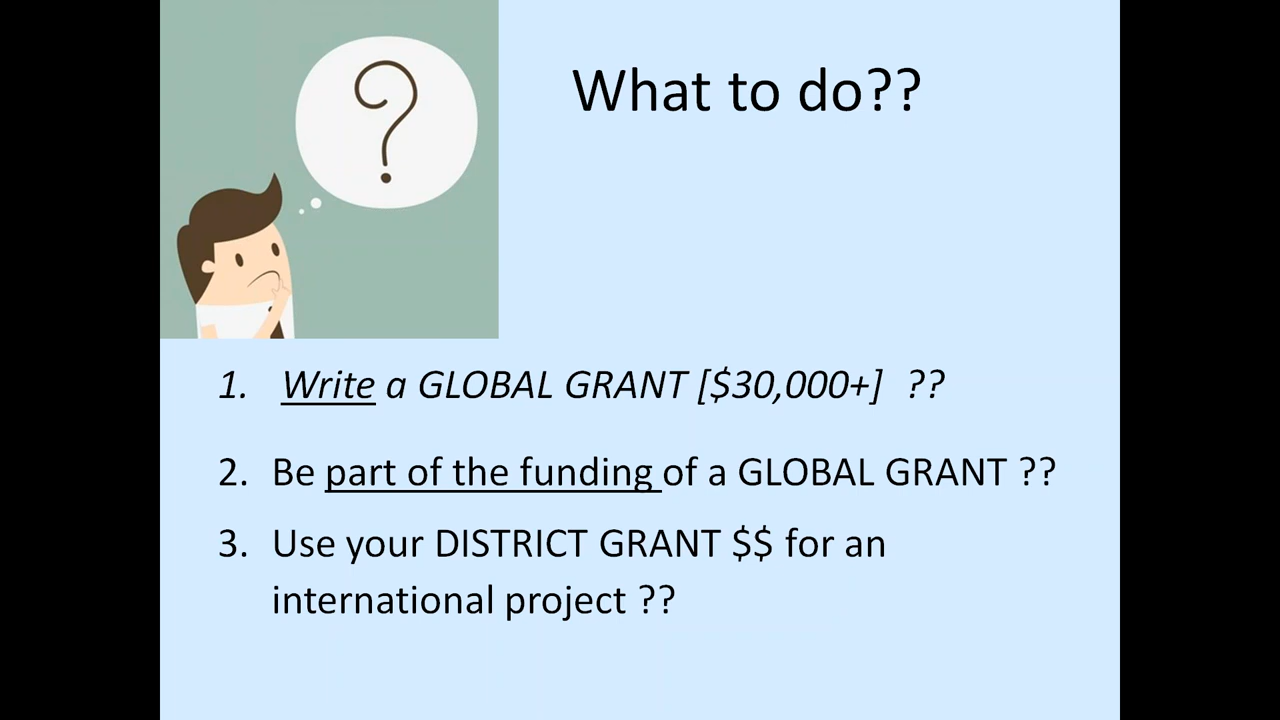 ?
What to do??
1. Write a GLOBAL GRANT [$30,000+] ??
2. Be part of the funding of a GLOBAL GRANT ??
3. Use your DISTRICT GRANT $$ for an
international project ??